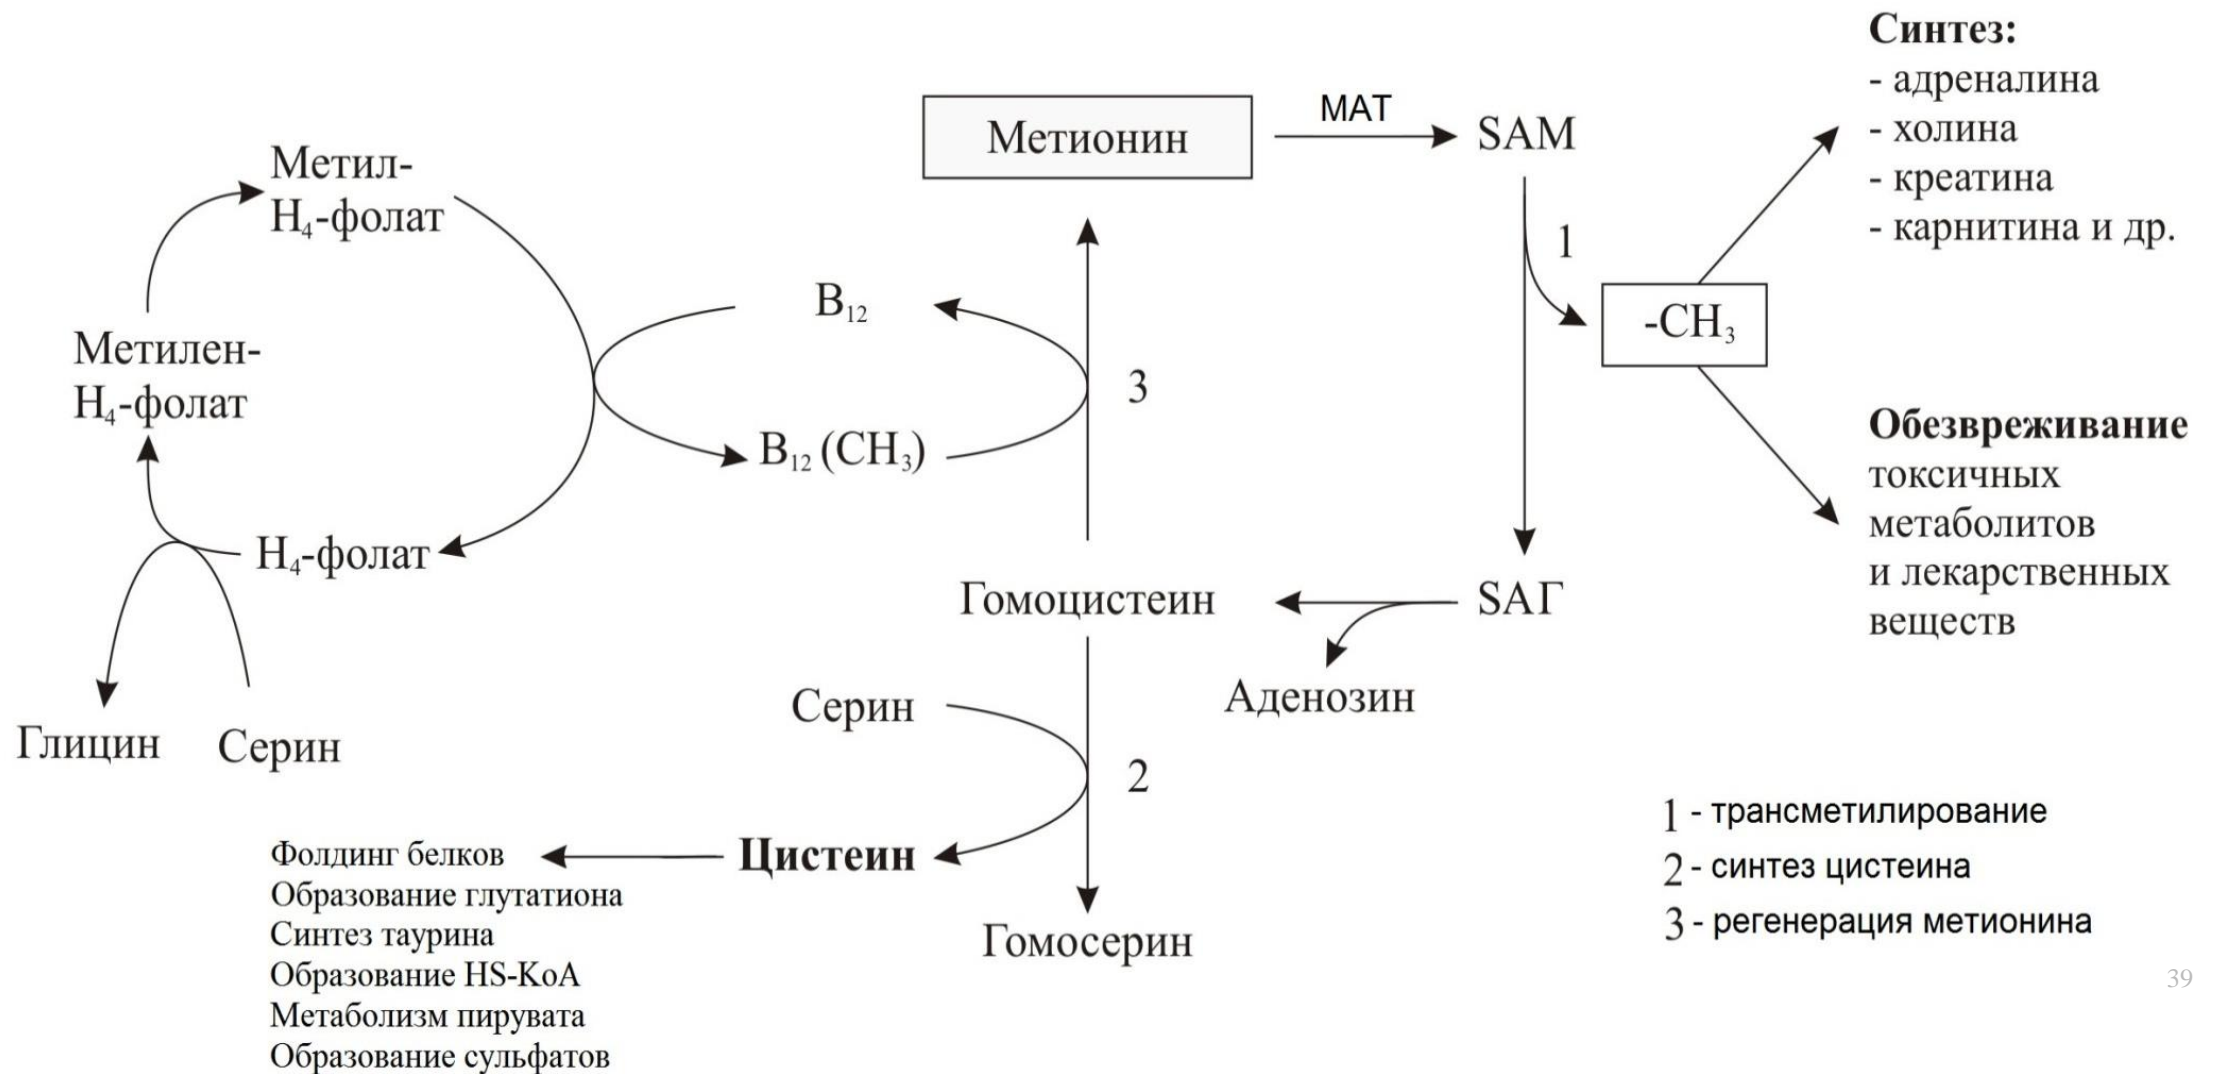 Синтез:
- адреналина
- холина
- креатина
- карнитина и др.
Метионин
МАТ
SAM
Метил-
H₄-фолат
1
B₁₂
-CH₃
Метилен-
H₄-фолат
3
B₁₂ (CH₃)
Обезвреживание
токсичных
метаболитов
и лекарственных
веществ
H₄-фолат
Гомоцистеин
SАГ
Аденозин
Серин
Глицин
Серин
2
Цистеин
Фолдинг белков
Образование глутатиона
Синтез таурина
Образование HS-KoA
Метаболизм пирувата
Образование сульфатов
Гомосерин
1 - трансметилирование
2 - синтез цистеина
3 - регенерация метионина
39